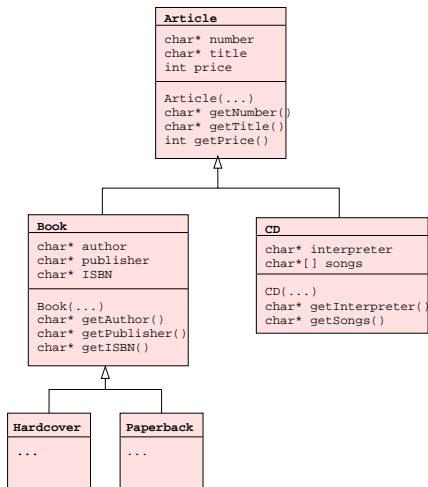 Article
char* number
char* title
int price
Article(...)
char* getNumber()
char* getTitle()
int getPrice()
Book
char* author
char* publisher
char* ISBN
Book(...)
char* getAuthor()
char* getPublisher()
char* getISBN()
CD
char* interpreter
char*[] songs
CD(...)
char* getInterpreter()
char* getSongs()
Hardcover
...
Paperback
...